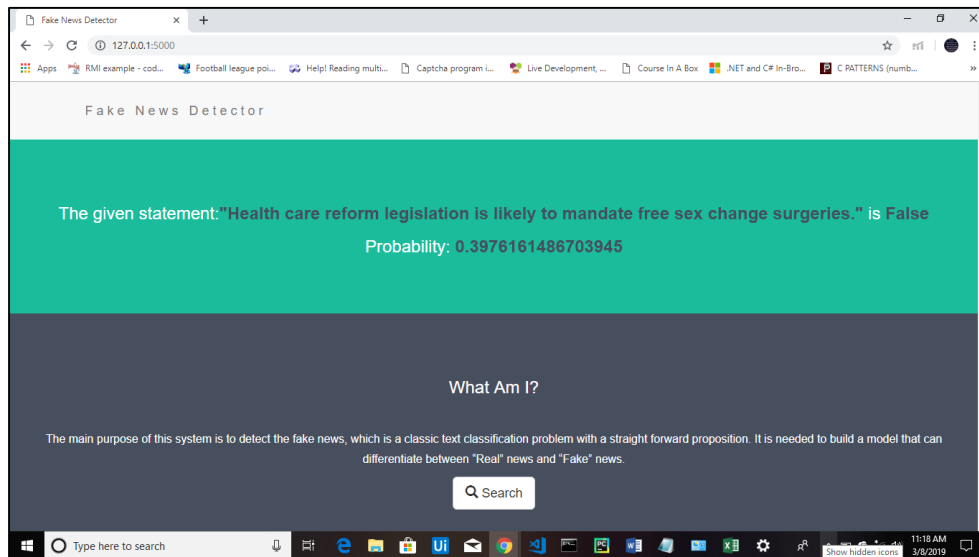 Fake News Detector
127.0.0.1:5000
Apps RMI example - cod... Football league poi... Help! Reading multi... Captcha program i... Live Development, ... Course In A Box .NET and C# In-Bro... C PATTERNS (numb... »
Fake News Detector
The given statement:"Health care reform legislation is likely to mandate free sex change surgeries." is False
Probability: 0.3976161486703945
What Am I?
The main purpose of this system is to detect the fake news, which is a classic text classification problem with a straight forward proposition. It is needed to build a model that can
differentiate between "Real" news and "Fake" news.
Search
Type here to search
11:18 AM
Show hidden icons 3/8/2019